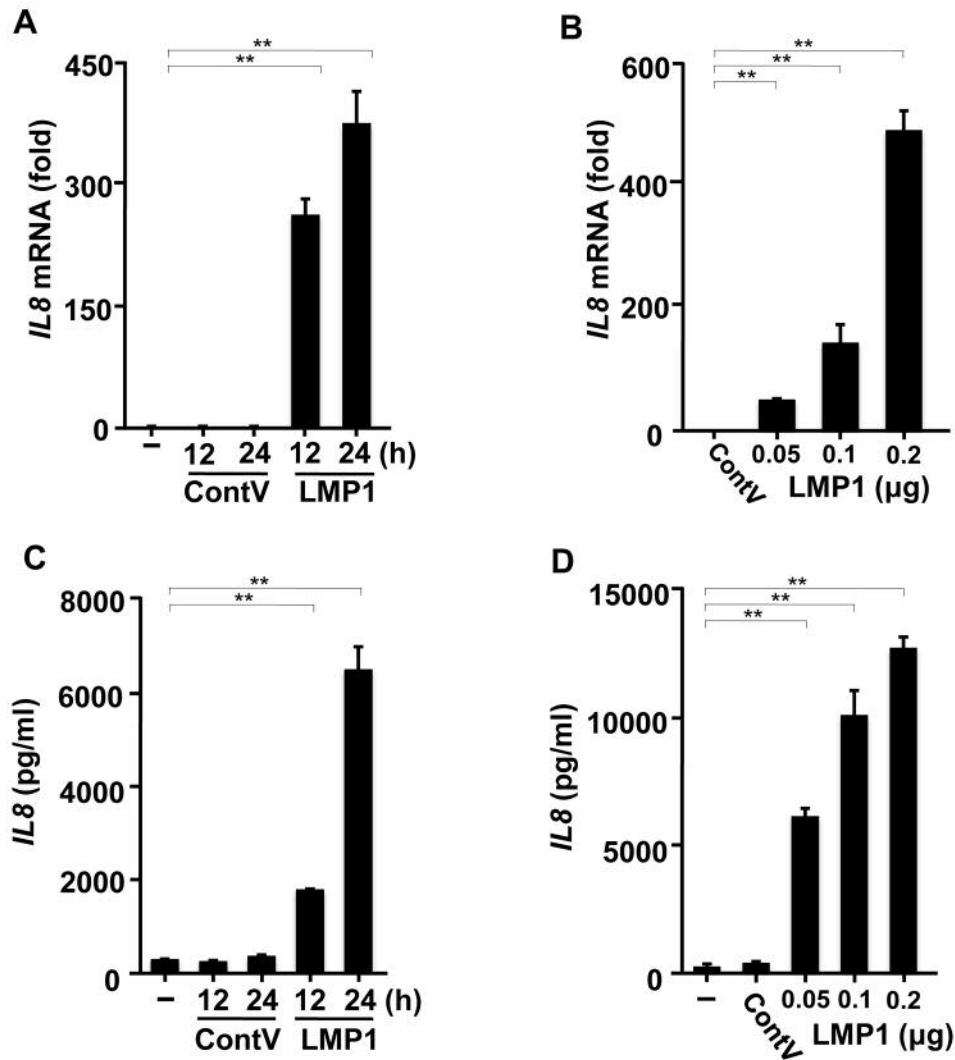 A
**
**
450
300
150
0
IL8 mRNA (fold)
– 12 24 12 24 (h)
ContV LMP1
B
**
**
**
600
400
200
0
IL8 mRNA (fold)
ContV 0.05 0.1 0.2
LMP1 (µg)
C
**
**
8000
6000
4000
2000
0
IL8 (pg/ml)
– 12 24 12 24 (h)
ContV LMP1
D
**
**
**
15000
10000
5000
0
IL8 (pg/ml)
– ContV 0.05 0.1 0.2
LMP1 (µg)